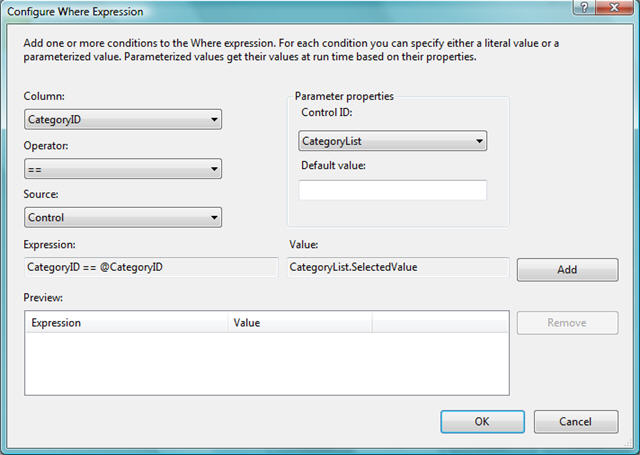 Configure Where Expression
Add one or more conditions to the Where expression. For each condition you can specify either a literal value or a
parameterized value. Parameterized values get their values at run time based on their properties.
Column:
CategoryID
Operator:
==
Source:
Control
Parameter properties
Control ID:
CategoryList
Default value:
Expression:
CategoryID == @CategoryID
Value:
CategoryList.SelectedValue
Add
Preview:
Expression Value
Remove
OK Cancel